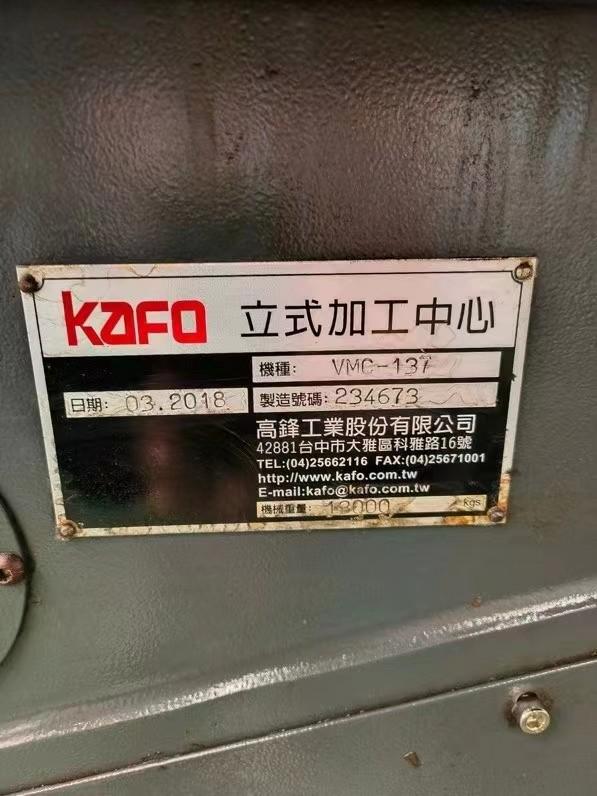 KAFO 立式加工中心
機種: VMC-137
日期: 03.2018
製造號碼: 234673
高鋒工業股份有限公司
42881台中市大雅區科雅路16號
TEL:(04)25662116 FAX:(04)25671001
http://www.kafo.com.tw
E-mail:kafo@kafo.com.tw
機械重量: 13000 kgs